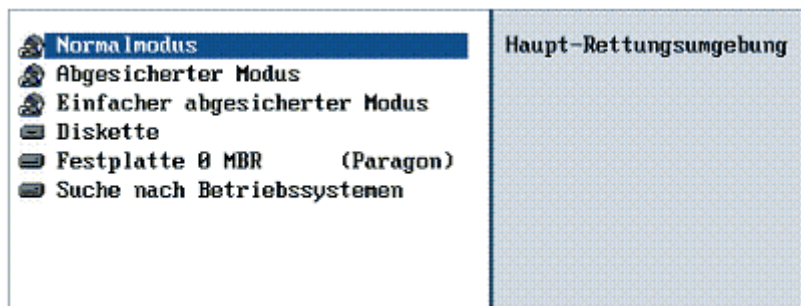 Normalmodus
Abgesicherter Modus
Einfacher abgesicherter Modus
Diskette
Festplatte 0 MBR (Paragon)
Suche nach Betriebssystemen
Haupt-Rettungsumgebung